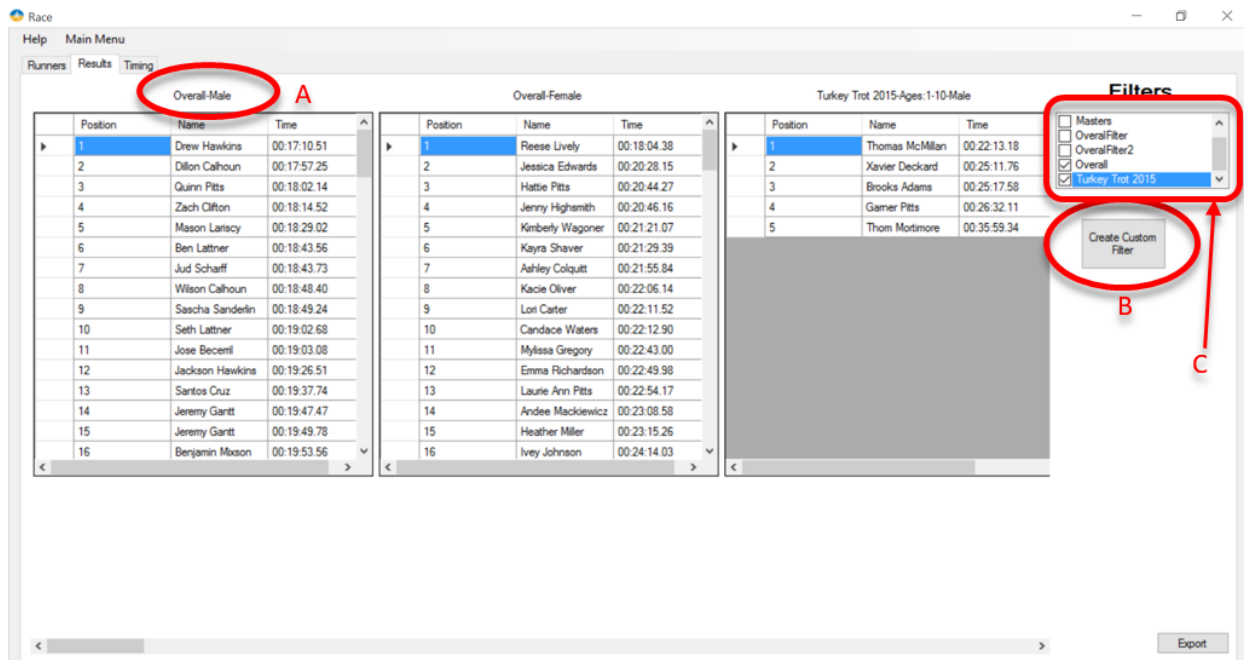 Race
Help Main Menu
Runners Results Timing
Overall-Male A Overall-Female Turkey Trot 2015-Ages:1-10-Male Filters
Position Name Time
1 Drew Hawkins 00:17:10.51
2 Dillon Calhoun 00:17:57.25
3 Quinn Pitts 00:18:02.14
4 Zach Clifton 00:18:14.52
5 Mason Lariscy 00:18:29.02
6 Ben Lattner 00:18:43.56
7 Jud Scharff 00:18:43.73
8 Wilson Calhoun 00:18:48.40
9 Sascha Sanderlin 00:18:49.24
10 Seth Lattner 00:19:02.68
11 Jose Becerril 00:19:03.08
12 Jackson Hawkins 00:19:26.51
13 Santos Cruz 00:19:37.74
14 Jeremy Gantt 00:19:47.47
15 Jeremy Gantt 00:19:49.78
16 Benjamin Mixson 00:19:53.56
Position Name Time
1 Reese Lively 00:18:04.38
2 Jessica Edwards 00:20:28.15
3 Hattie Pitts 00:20:44.27
4 Jenny Highsmith 00:20:46.16
5 Kimberly Wagoner 00:21:21.07
6 Kayra Shaver 00:21:29.39
7 Ashley Colquitt 00:21:55.84
8 Kacie Oliver 00:22:06.14
9 Lori Carter 00:22:11.52
10 Candace Waters 00:22:12.90
11 Mylissa Gregory 00:22:43.00
12 Emma Richardson 00:22:49.98
13 Laurie Ann Pitts 00:22:54.17
14 Andee Mackiewicz 00:23:08.58
15 Heather Miller 00:23:15.26
16 Ivey Johnson 00:24:14.03
Position Name Time
1 Thomas McMillan 00:22:13.18
2 Xavier Deckard 00:25:11.76
3 Brooks Adams 00:25:17.58
4 Garner Pitts 00:26:32.11
5 Thom Mortimore 00:35:59.34
Masters
OveralFilter
OveralFilter2
Overall
Turkey Trot 2015
Create Custom
Filter
B
C
Export